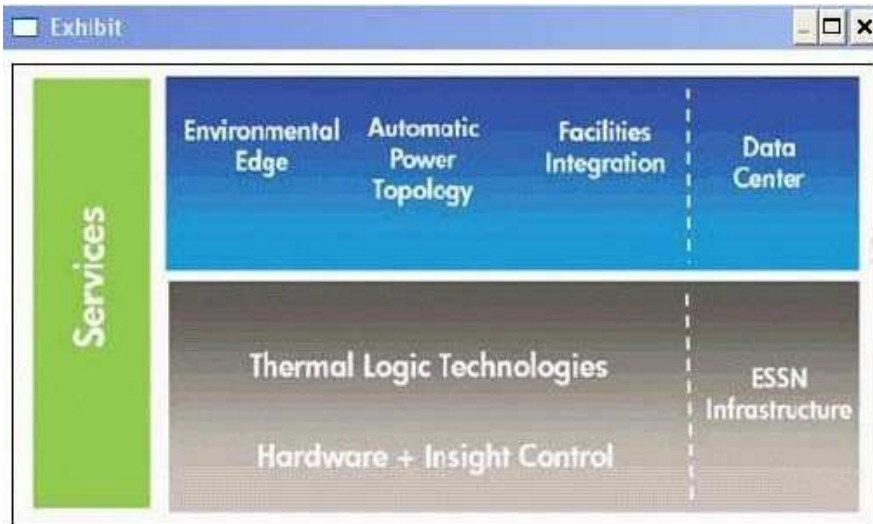 Exhibit
Services
Environmental
Edge
Automatic
Power
Topology
Facilities
Integration
Data
Center
Thermal Logic Technologies
Hardware + Insight Control
ESSN
Infrastructure